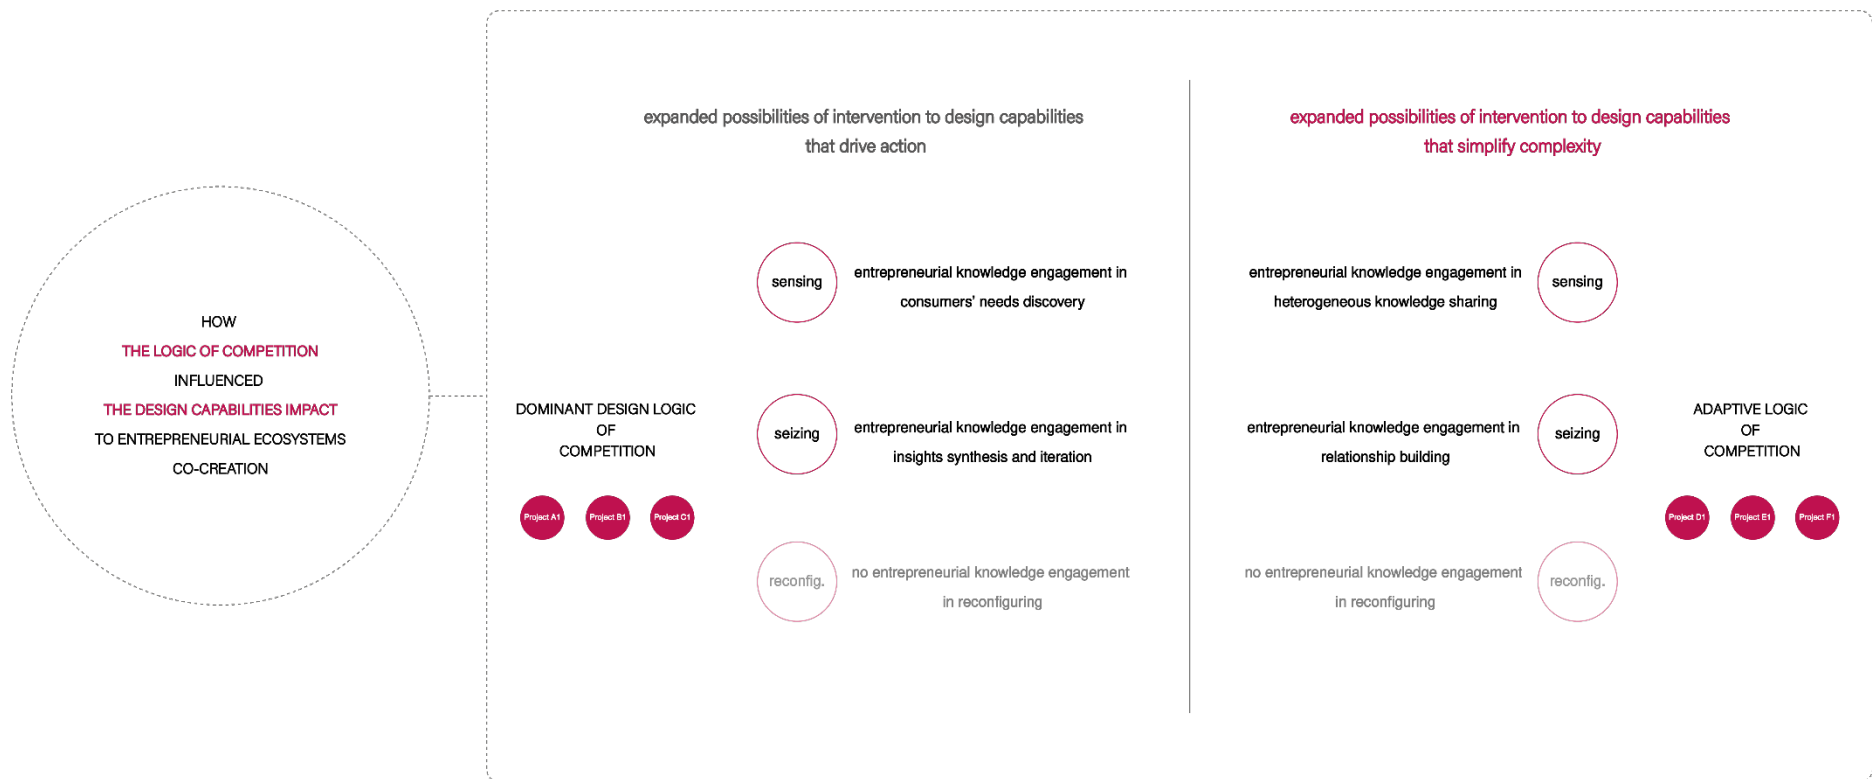 HOW
THE LOGIC OF COMPETITION
INFLUENCED
THE DESIGN CAPABILITIES IMPACT
TO ENTREPRENEURIAL ECOSYSTEMS
CO-CREATION
expanded possibilities of intervention to design capabilities
that drive action
DOMINANT DESIGN LOGIC
OF
COMPETITION
Project A1
Project B1
Project C1
sensing
entrepreneurial knowledge engagement in
consumers’ needs discovery
seizing
entrepreneurial knowledge engagement in
insights synthesis and iteration
reconfig.
no entrepreneurial knowledge engagement
in reconfiguring
expanded possibilities of intervention to design capabilities
that simplify complexity
entrepreneurial knowledge engagement in
heterogeneous knowledge sharing
sensing
entrepreneurial knowledge engagement in
relationship building
seizing
no entrepreneurial knowledge engagement
in reconfiguring
reconfig.
ADAPTIVE LOGIC
OF
COMPETITION
Project D1
Project E1
Project F1